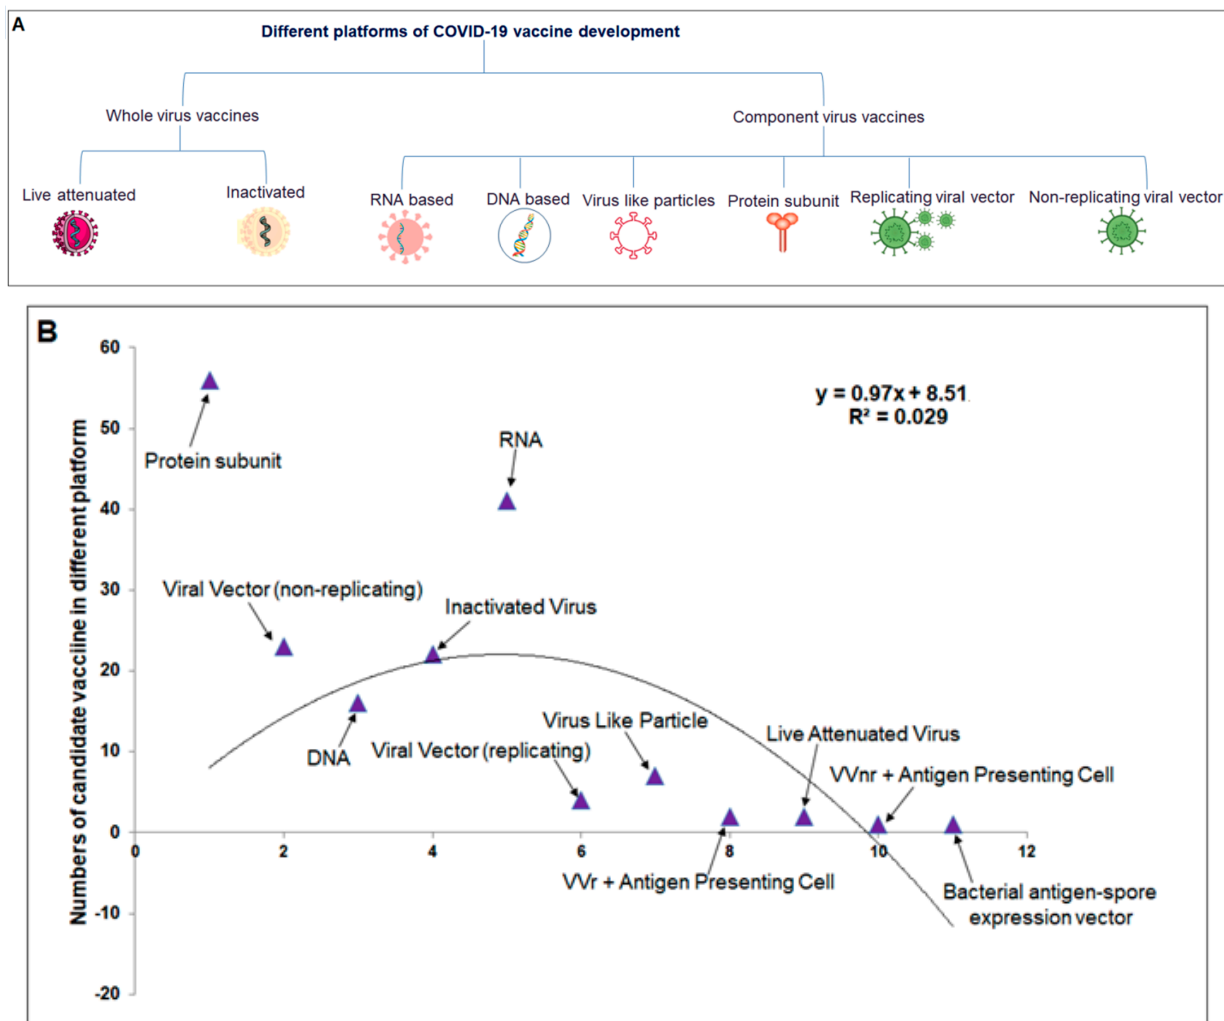 A
Different platforms of COVID-19 vaccine development
Whole virus vaccines
Component virus vaccines
Live attenuated
Inactivated
RNA based
DNA based
Virus like particles
Protein subunit
Replicating viral vector
Non-replicating viral vector
B
Numbers of candidate vacciine in different platform
60
50
40
30
20
10
0
-10
-20
0
2
4
6
8
10
12
y = 0.97x + 8.51
R² = 0.029
Protein subunit
RNA
Viral Vector (non-replicating)
Inactivated Virus
DNA
Viral Vector (replicating)
Virus Like Particle
Live Attenuated Virus
VVnr + Antigen Presenting Cell
VVr + Antigen Presenting Cell
Bacterial antigen-spore
expression vector